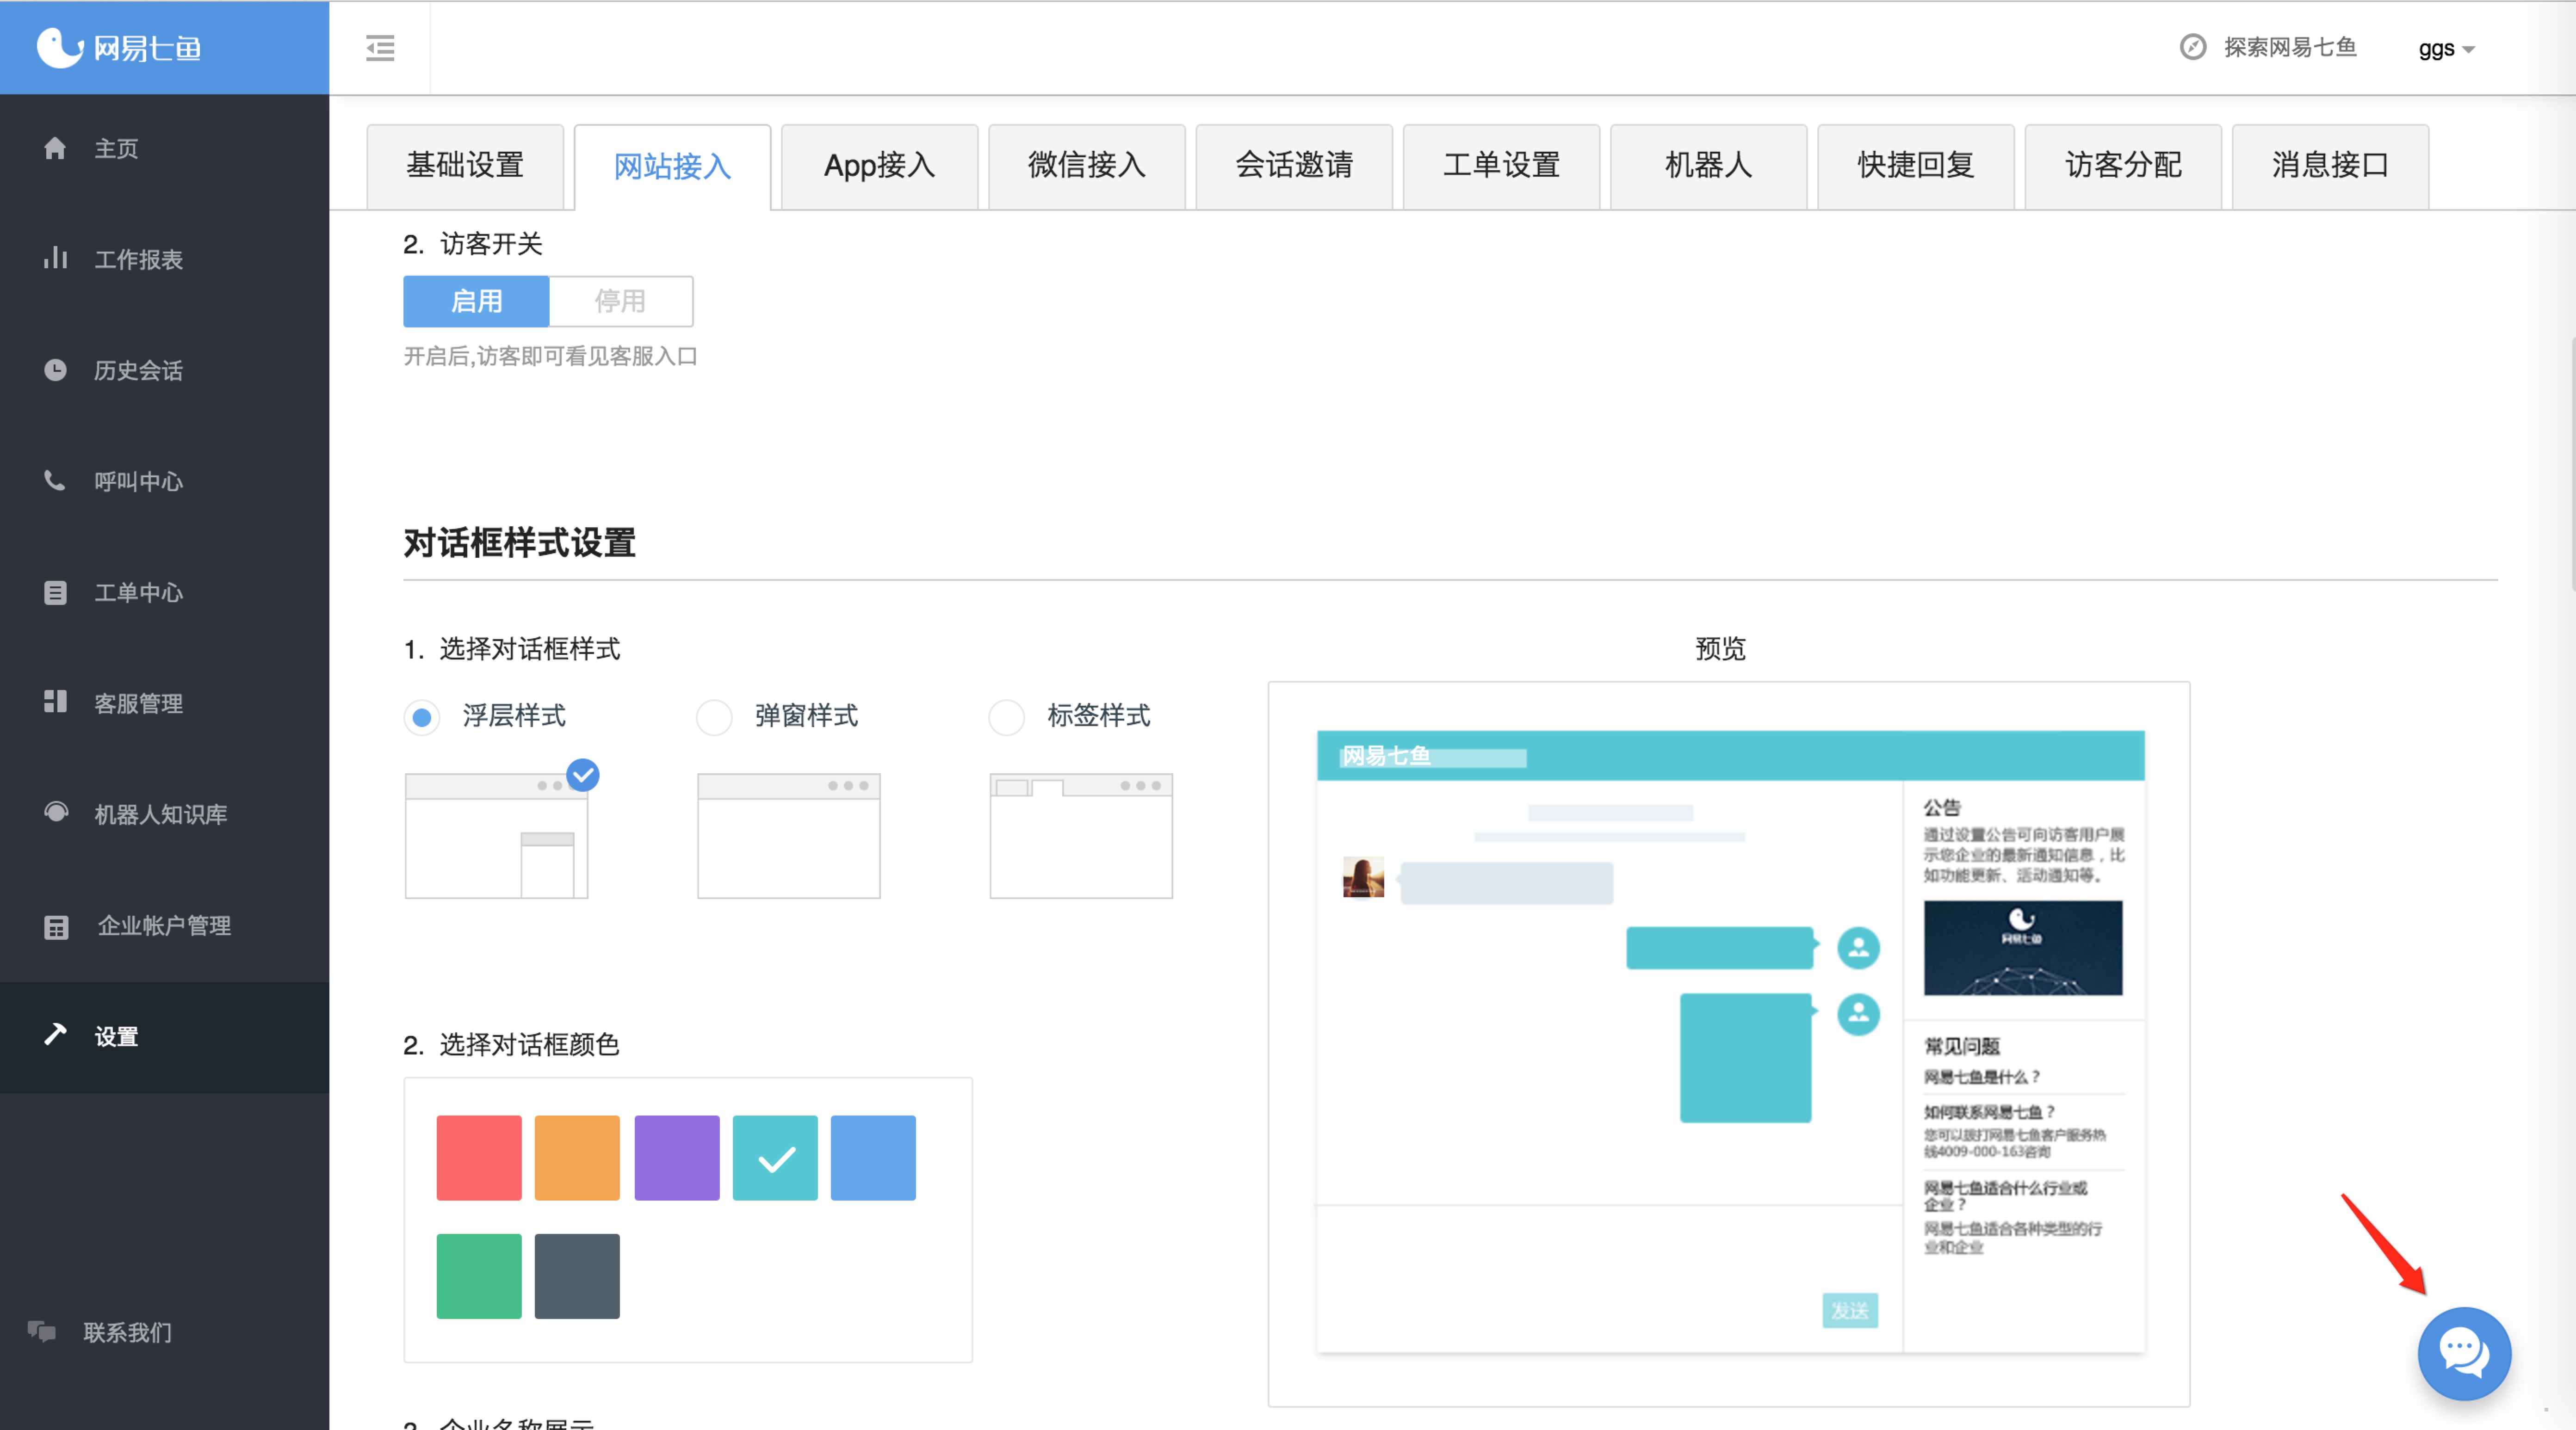 网易七鱼
探索网易七鱼
ggs
主页
工作报表
历史会话
呼叫中心
工单中心
客服管理
机器人知识库
企业帐户管理
设置
联系我们
基础设置
网站接入
App接入
微信接入
会话邀请
工单设置
机器人
快捷回复
访客分配
消息接口
2. 访客开关
启用
停用
开启后,访客即可看见客服入口
对话框样式设置
1. 选择对话框样式
浮层样式
弹窗样式
标签样式
2. 选择对话框颜色
3. 企业名称展示
预览
网易七鱼
公告
通过设置公告可向访客用户展
示您企业的最新通知信息，比
如功能更新、活动通知等。
网易七鱼
常见问题
网易七鱼是什么？
如何联系网易七鱼？
您可以拨打网易七鱼客户服务热
线4009-000-163咨询
网易七鱼适合什么行业或
企业？
网易七鱼适合各种类型的行
业和企业
发送